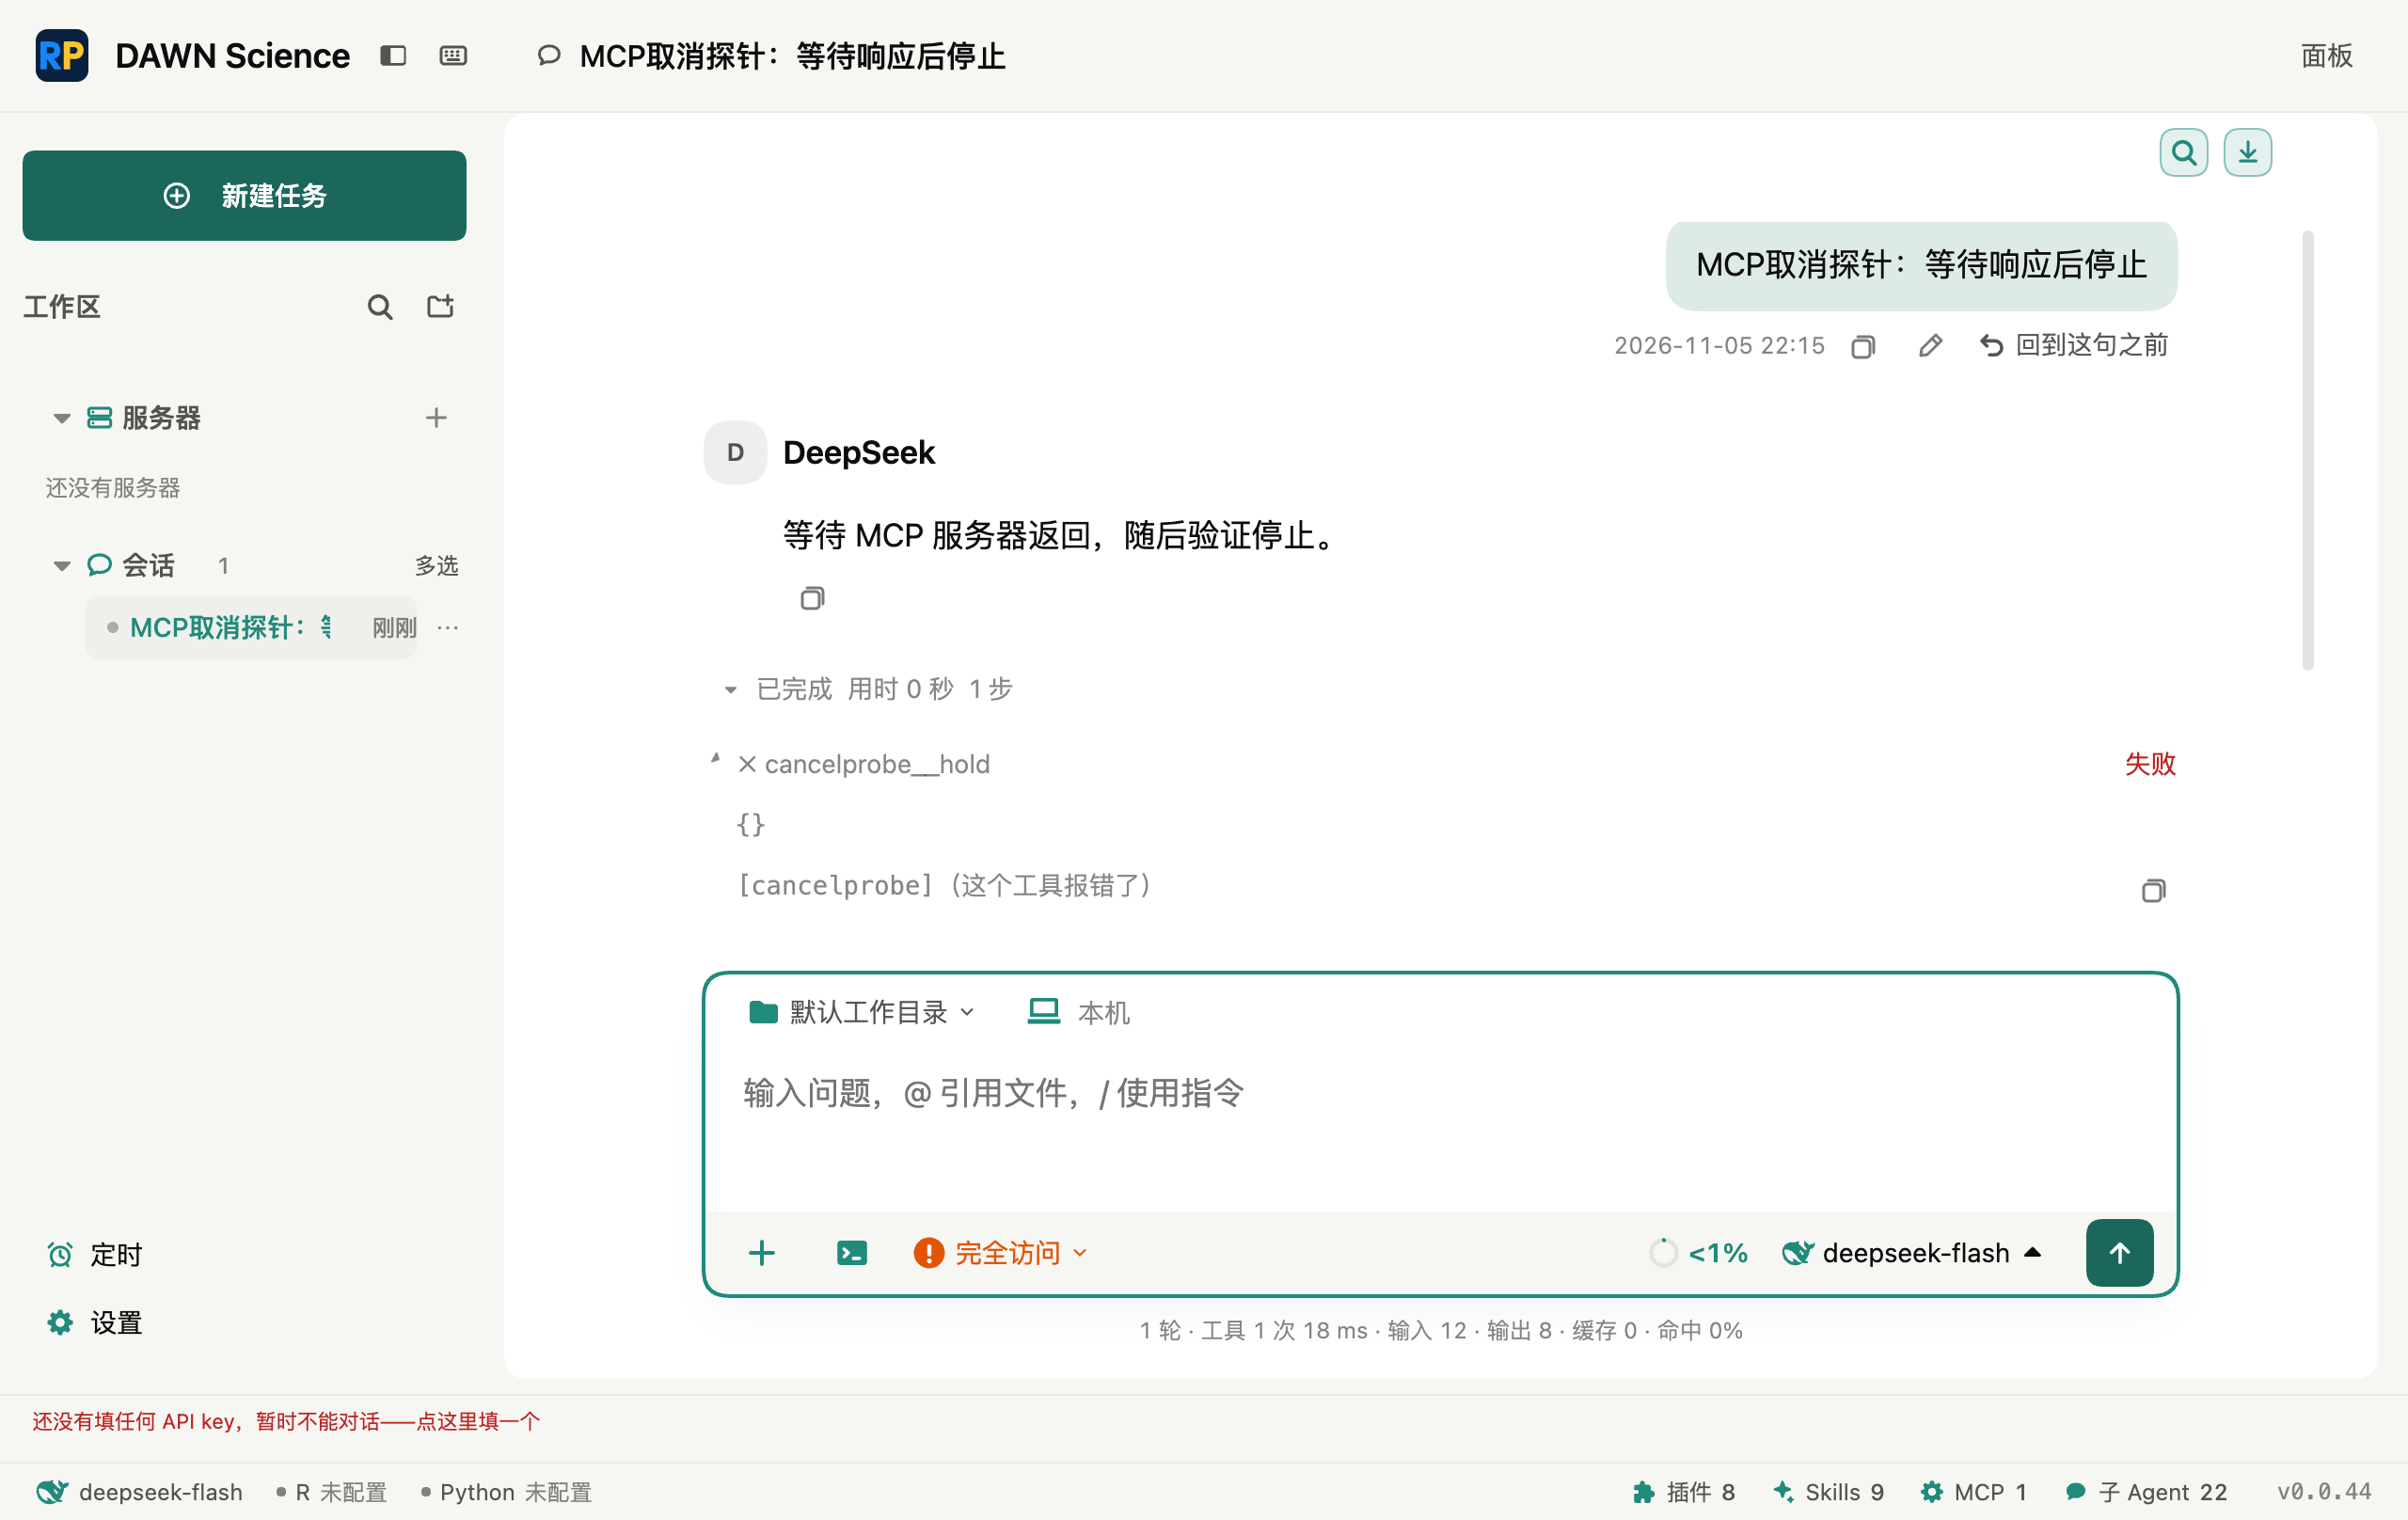 RP DAWN Science
MCP取消探针：等待响应后停止
面板
新建任务
工作区
服务器
还没有服务器
会话 1 多选
MCP取消探针： 刚刚 ···
定时
设置
MCP取消探针：等待响应后停止
2026-11-05 22:15 回到这句之前
D DeepSeek
等待 MCP 服务器返回，随后验证停止。
已完成 用时 0 秒 1 步
cancelprobe__hold 失败
{}
[cancelprobe]（这个工具报错了）
默认工作目录 本机
输入问题，@ 引用文件，/ 使用指令
完全访问 <1% deepseek-flash
1 轮 · 工具 1 次 18 ms · 输入 12 · 输出 8 · 缓存 0 · 命中 0%
还没有填任何 API key，暂时不能对话——点这里填一个
deepseek-flash R 未配置 Python 未配置 插件 8 Skills 9 MCP 1 子 Agent 22 v0.0.44